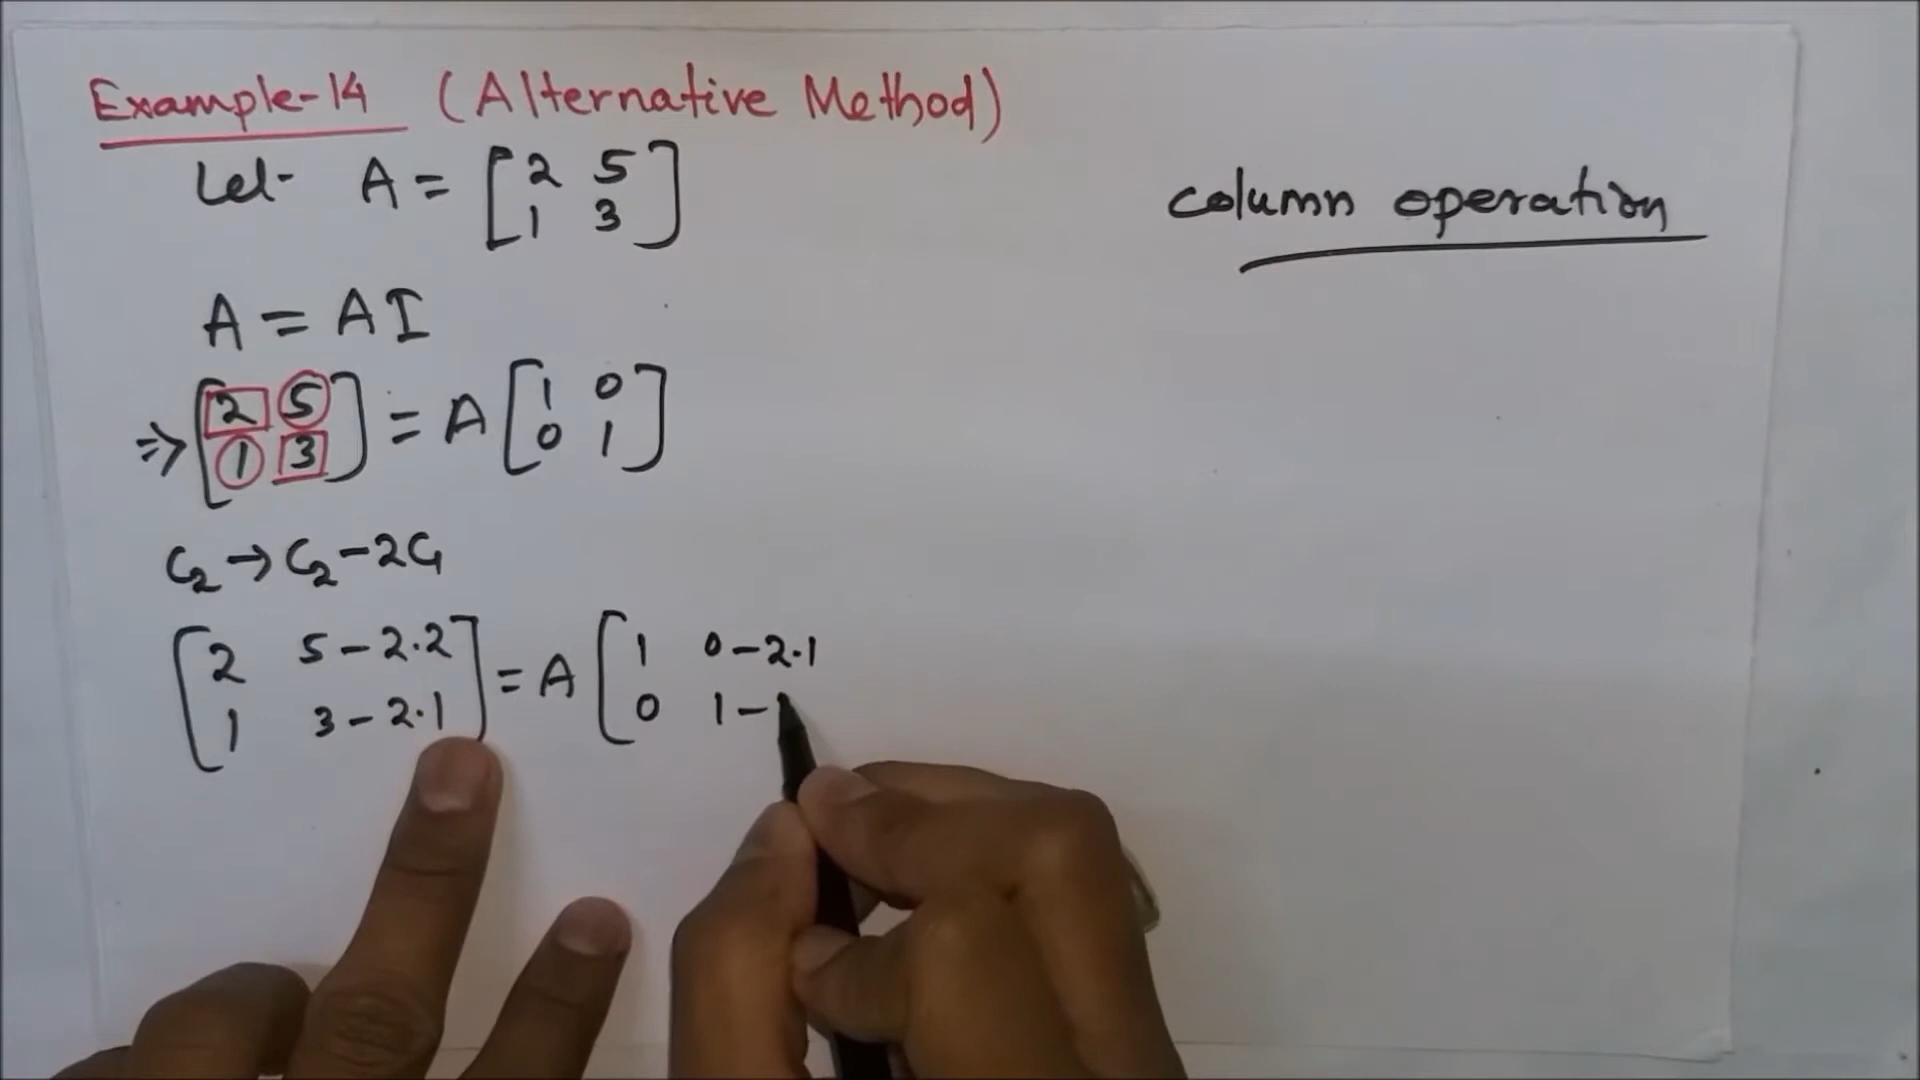 Example-14 (Alternative Method)
Let A = [2 5
1 3]
column operation
A = AI
⇒ [2 5
1 3] = A [1 0
0 1]
C₂ → C₂ - 2C₁
[2 5 - 2·2
1 3 - 2·1] = A [1 0 - 2·1
0 1 -